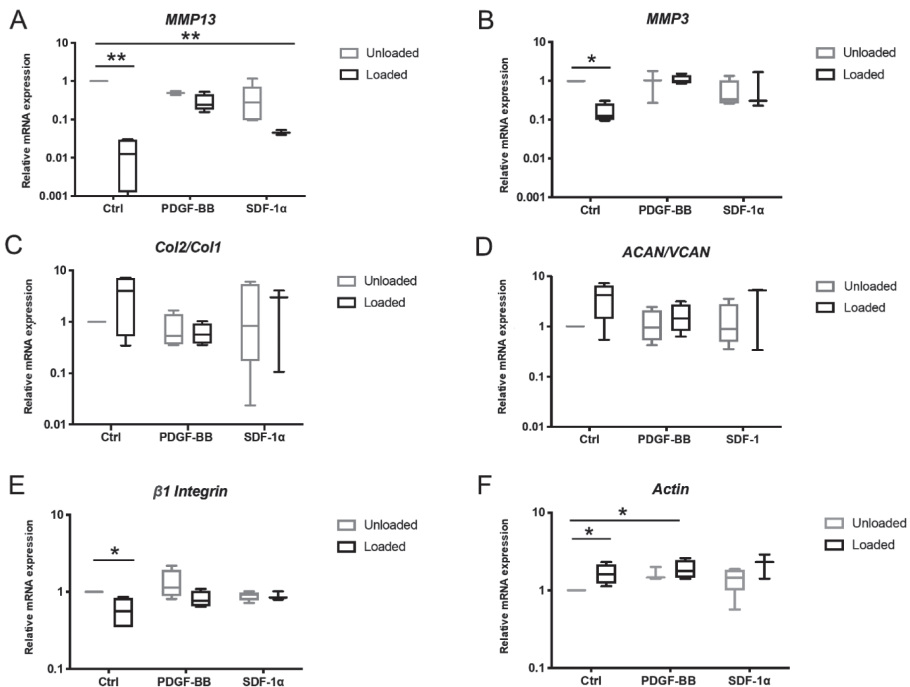 A
MMP13
Relative mRNA expression
10
1
0.1
0.01
0.001
**
**
Unloaded
Loaded
Ctrl PDGF-BB SDF-1α
B
MMP3
Relative mRNA expression
10
1
0.1
0.01
0.001
*
Unloaded
Loaded
Ctrl PDGF-BB SDF-1α
C
Col2/Col1
Relative mRNA expression
10
1
0.1
0.01
Unloaded
Loaded
Ctrl PDGF-BB SDF-1α
D
ACAN/VCAN
Relative mRNA expression
10
1
0.1
0.01
Unloaded
Loaded
Ctrl PDGF-BB SDF-1
E
β1 Integrin
Relative mRNA expression
10
1
0.1
*
Unloaded
Loaded
Ctrl PDGF-BB SDF-1α
F
Actin
Relative mRNA expression
10
1
0.1
*
*
Unloaded
Loaded
Ctrl PDGF-BB SDF-1α